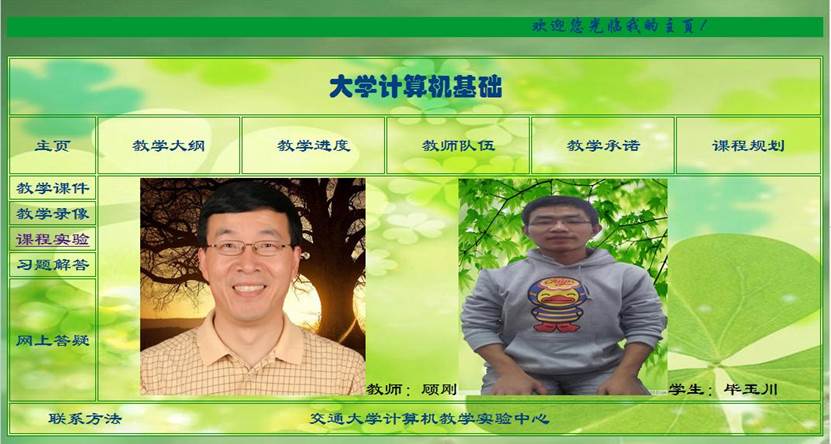 欢迎您光临我的主页！
大学计算机基础
主页 教学大纲 教学进度 教师队伍 教学承诺 课程规划
教学课件
教学录像
课程实验
习题解答
网上答疑
教师：顾刚 学生：毕玉川
联系方法 交通大学计算机教学实验中心